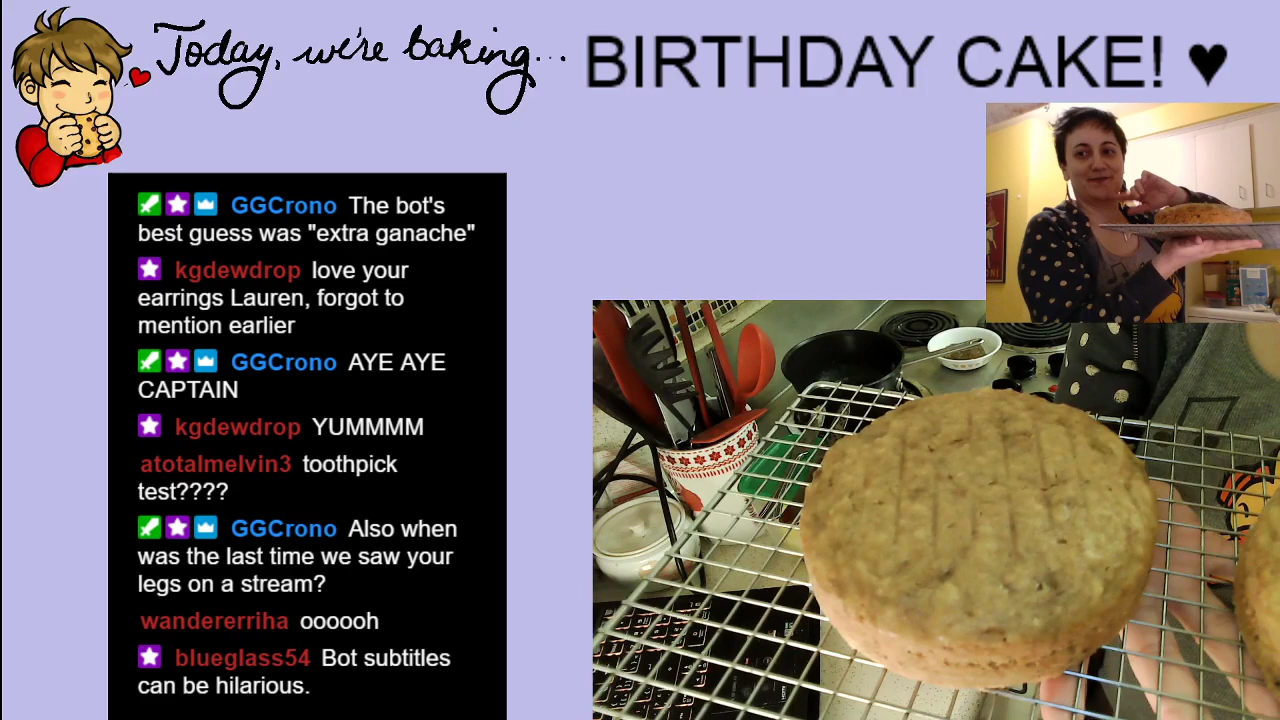 Today, we're baking... BIRTHDAY CAKE! ♥
GGCrono The bot's
best guess was "extra ganache"
kgdewdrop love your
earrings Lauren, forgot to
mention earlier
GGCrono AYE AYE
CAPTAIN
kgdewdrop YUMMMM
atotalmelvin3 toothpick
test????
GGCrono Also when
was the last time we saw your
legs on a stream?
wandererriha oooooh
blueglass54 Bot subtitles
can be hilarious.